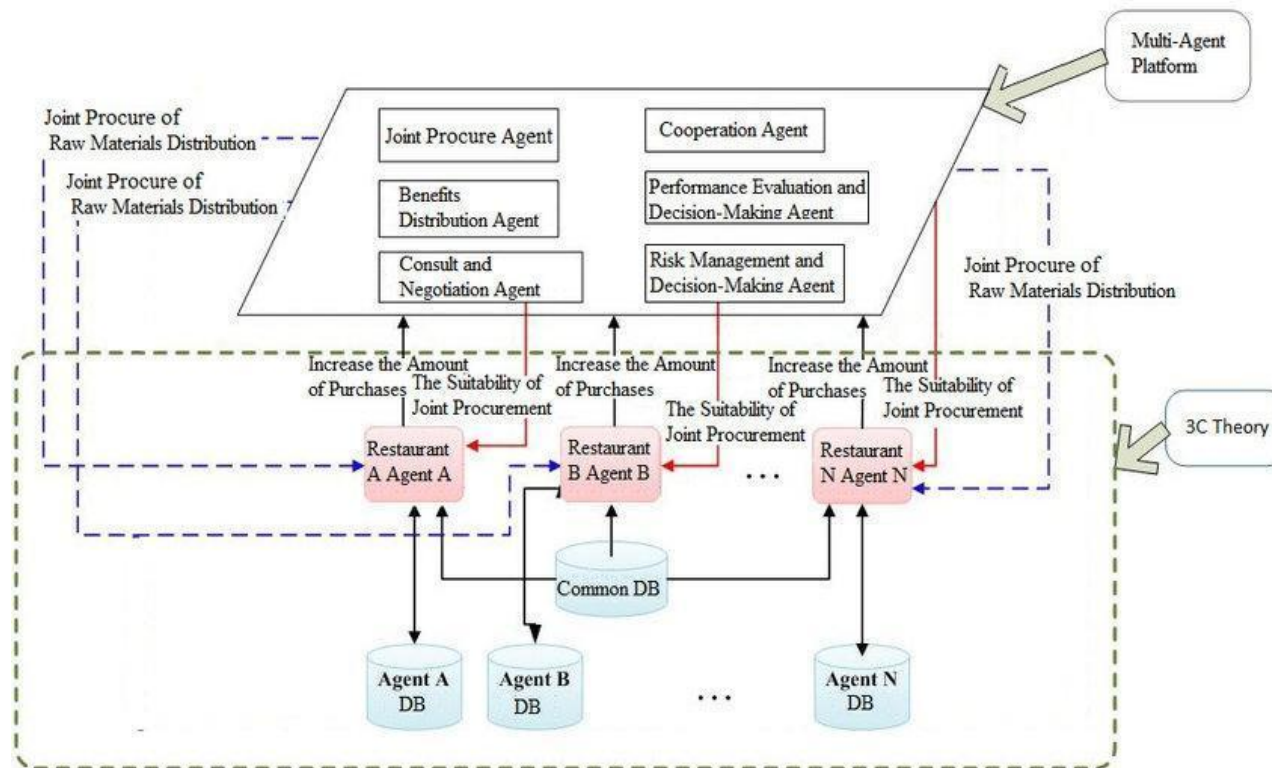 Multi-Agent
Platform
Joint Procure of
Raw Materials Distribution
Joint Procure of
Raw Materials Distribution
Joint Procure Agent
Cooperation Agent
Benefits
Distribution Agent
Performance Evaluation and
Decision-Making Agent
Consult and
Negotiation Agent
Risk Management and
Decision-Making Agent
Joint Procure of
Raw Materials Distribution
Increase the Amount
of Purchases
The Suitability of
Joint Procurement
Increase the Amount
of Purchases
The Suitability of
Joint Procurement
Increase the Amount
of Purchases
The Suitability of
Joint Procurement
3C Theory
Restaurant
A Agent A
Restaurant
B Agent B
...
Restaurant
N Agent N
Common DB
Agent A
DB
Agent B
DB
...
Agent N
DB